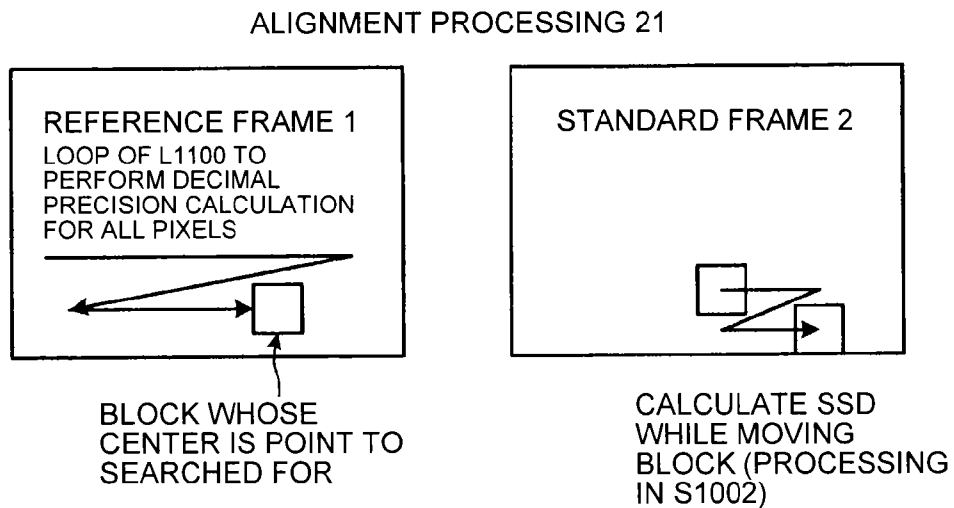 ALIGNMENT PROCESSING 21
REFERENCE FRAME 1
LOOP OF L1100 TO
PERFORM DECIMAL
PRECISION CALCULATION
FOR ALL PIXELS
BLOCK WHOSE
CENTER IS POINT TO
SEARCHED FOR
STANDARD FRAME 2
CALCULATE SSD
WHILE MOVING
BLOCK (PROCESSING
IN S1002)